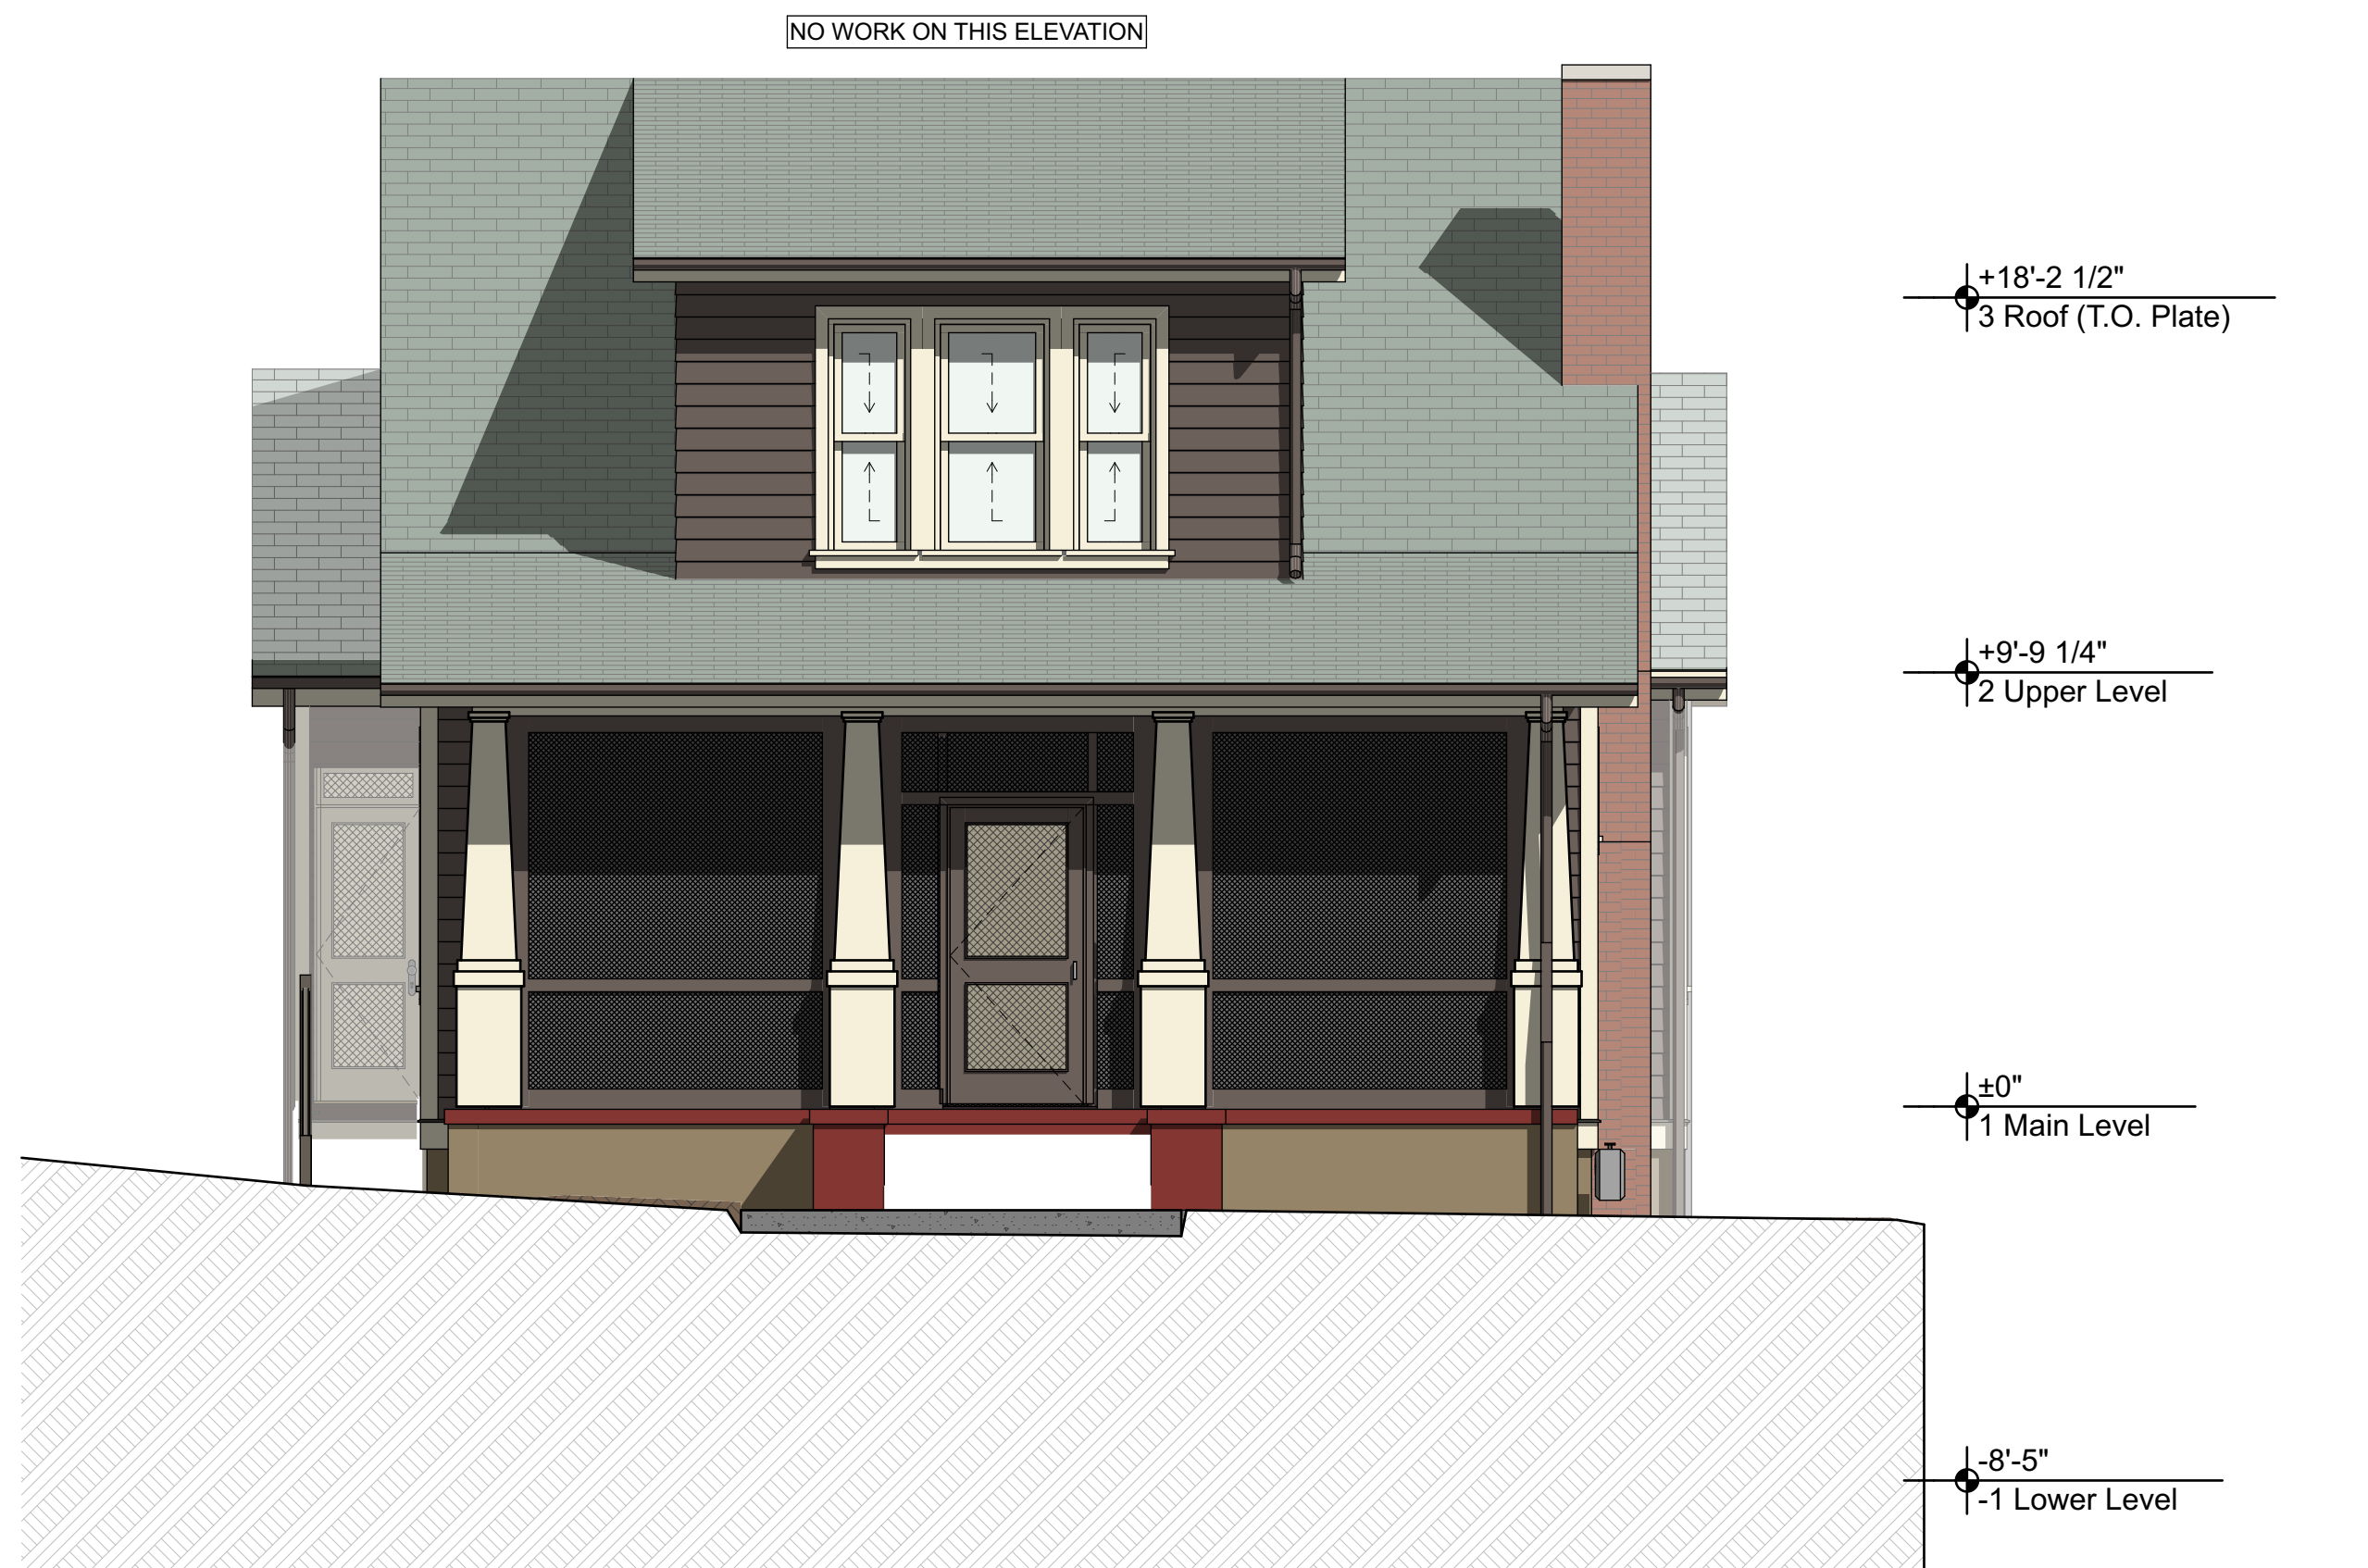 NO WORK ON THIS ELEVATION
+18'-2 1/2"
3 Roof (T.O. Plate)
+9'-9 1/4"
2 Upper Level
±0"
1 Main Level
-8'-5"
-1 Lower Level